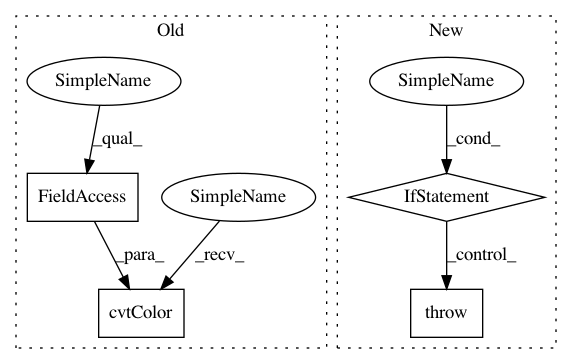 Old
New
SimpleName
SimpleName
_qual_
_cond_
FieldAccess
SimpleName
IfStatement
_para_
_recv_
_control_
cvtColor
throw